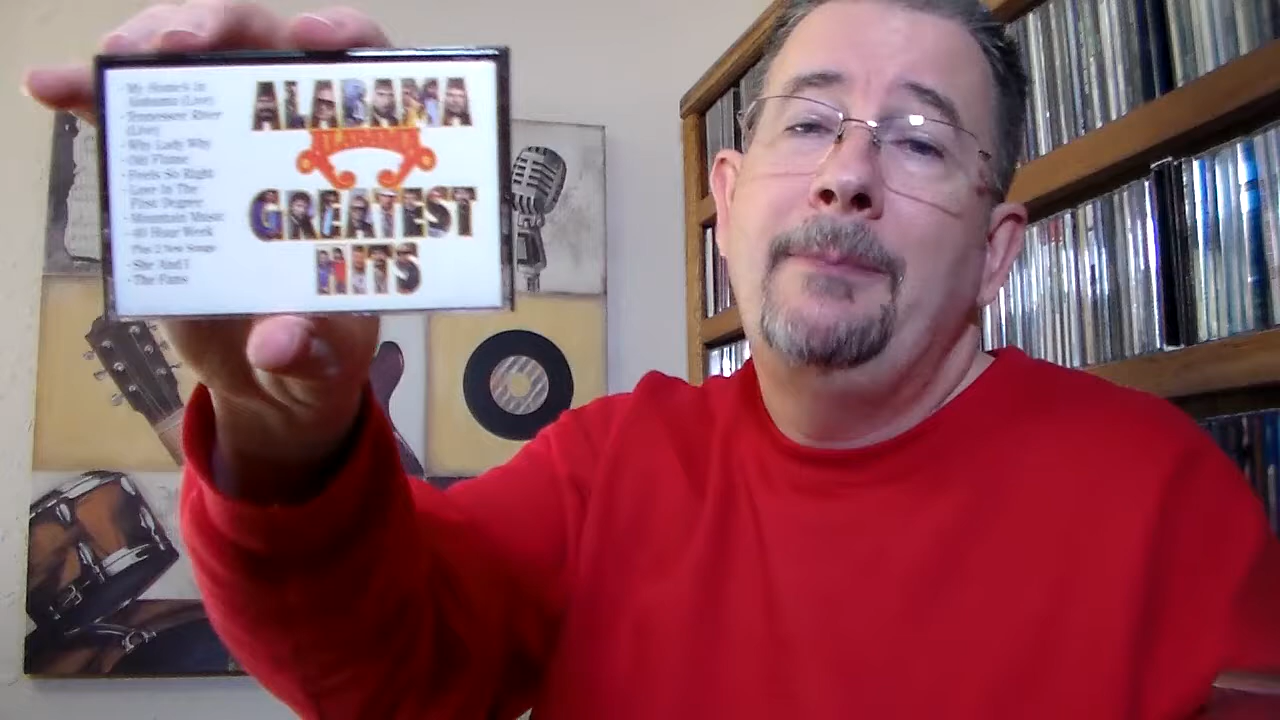 · My Home's In
Alabama (Live)
· Tennessee River
(Live)
· Why Lady Why
· Old Flame
· Feels So Right
· Love In The
First Degree
· Mountain Music
· 40 Hour Week
Plus 2 New Songs
· She And I
· The Fans
ALABAMA
ALABAMA
GREATEST
HITS